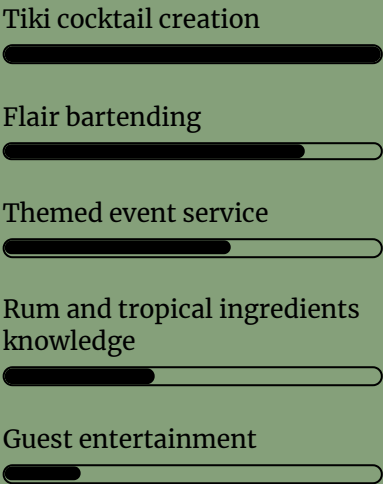 Tiki cocktail creation
Flair bartending
Themed event service
Rum and tropical ingredients
knowledge
Guest entertainment